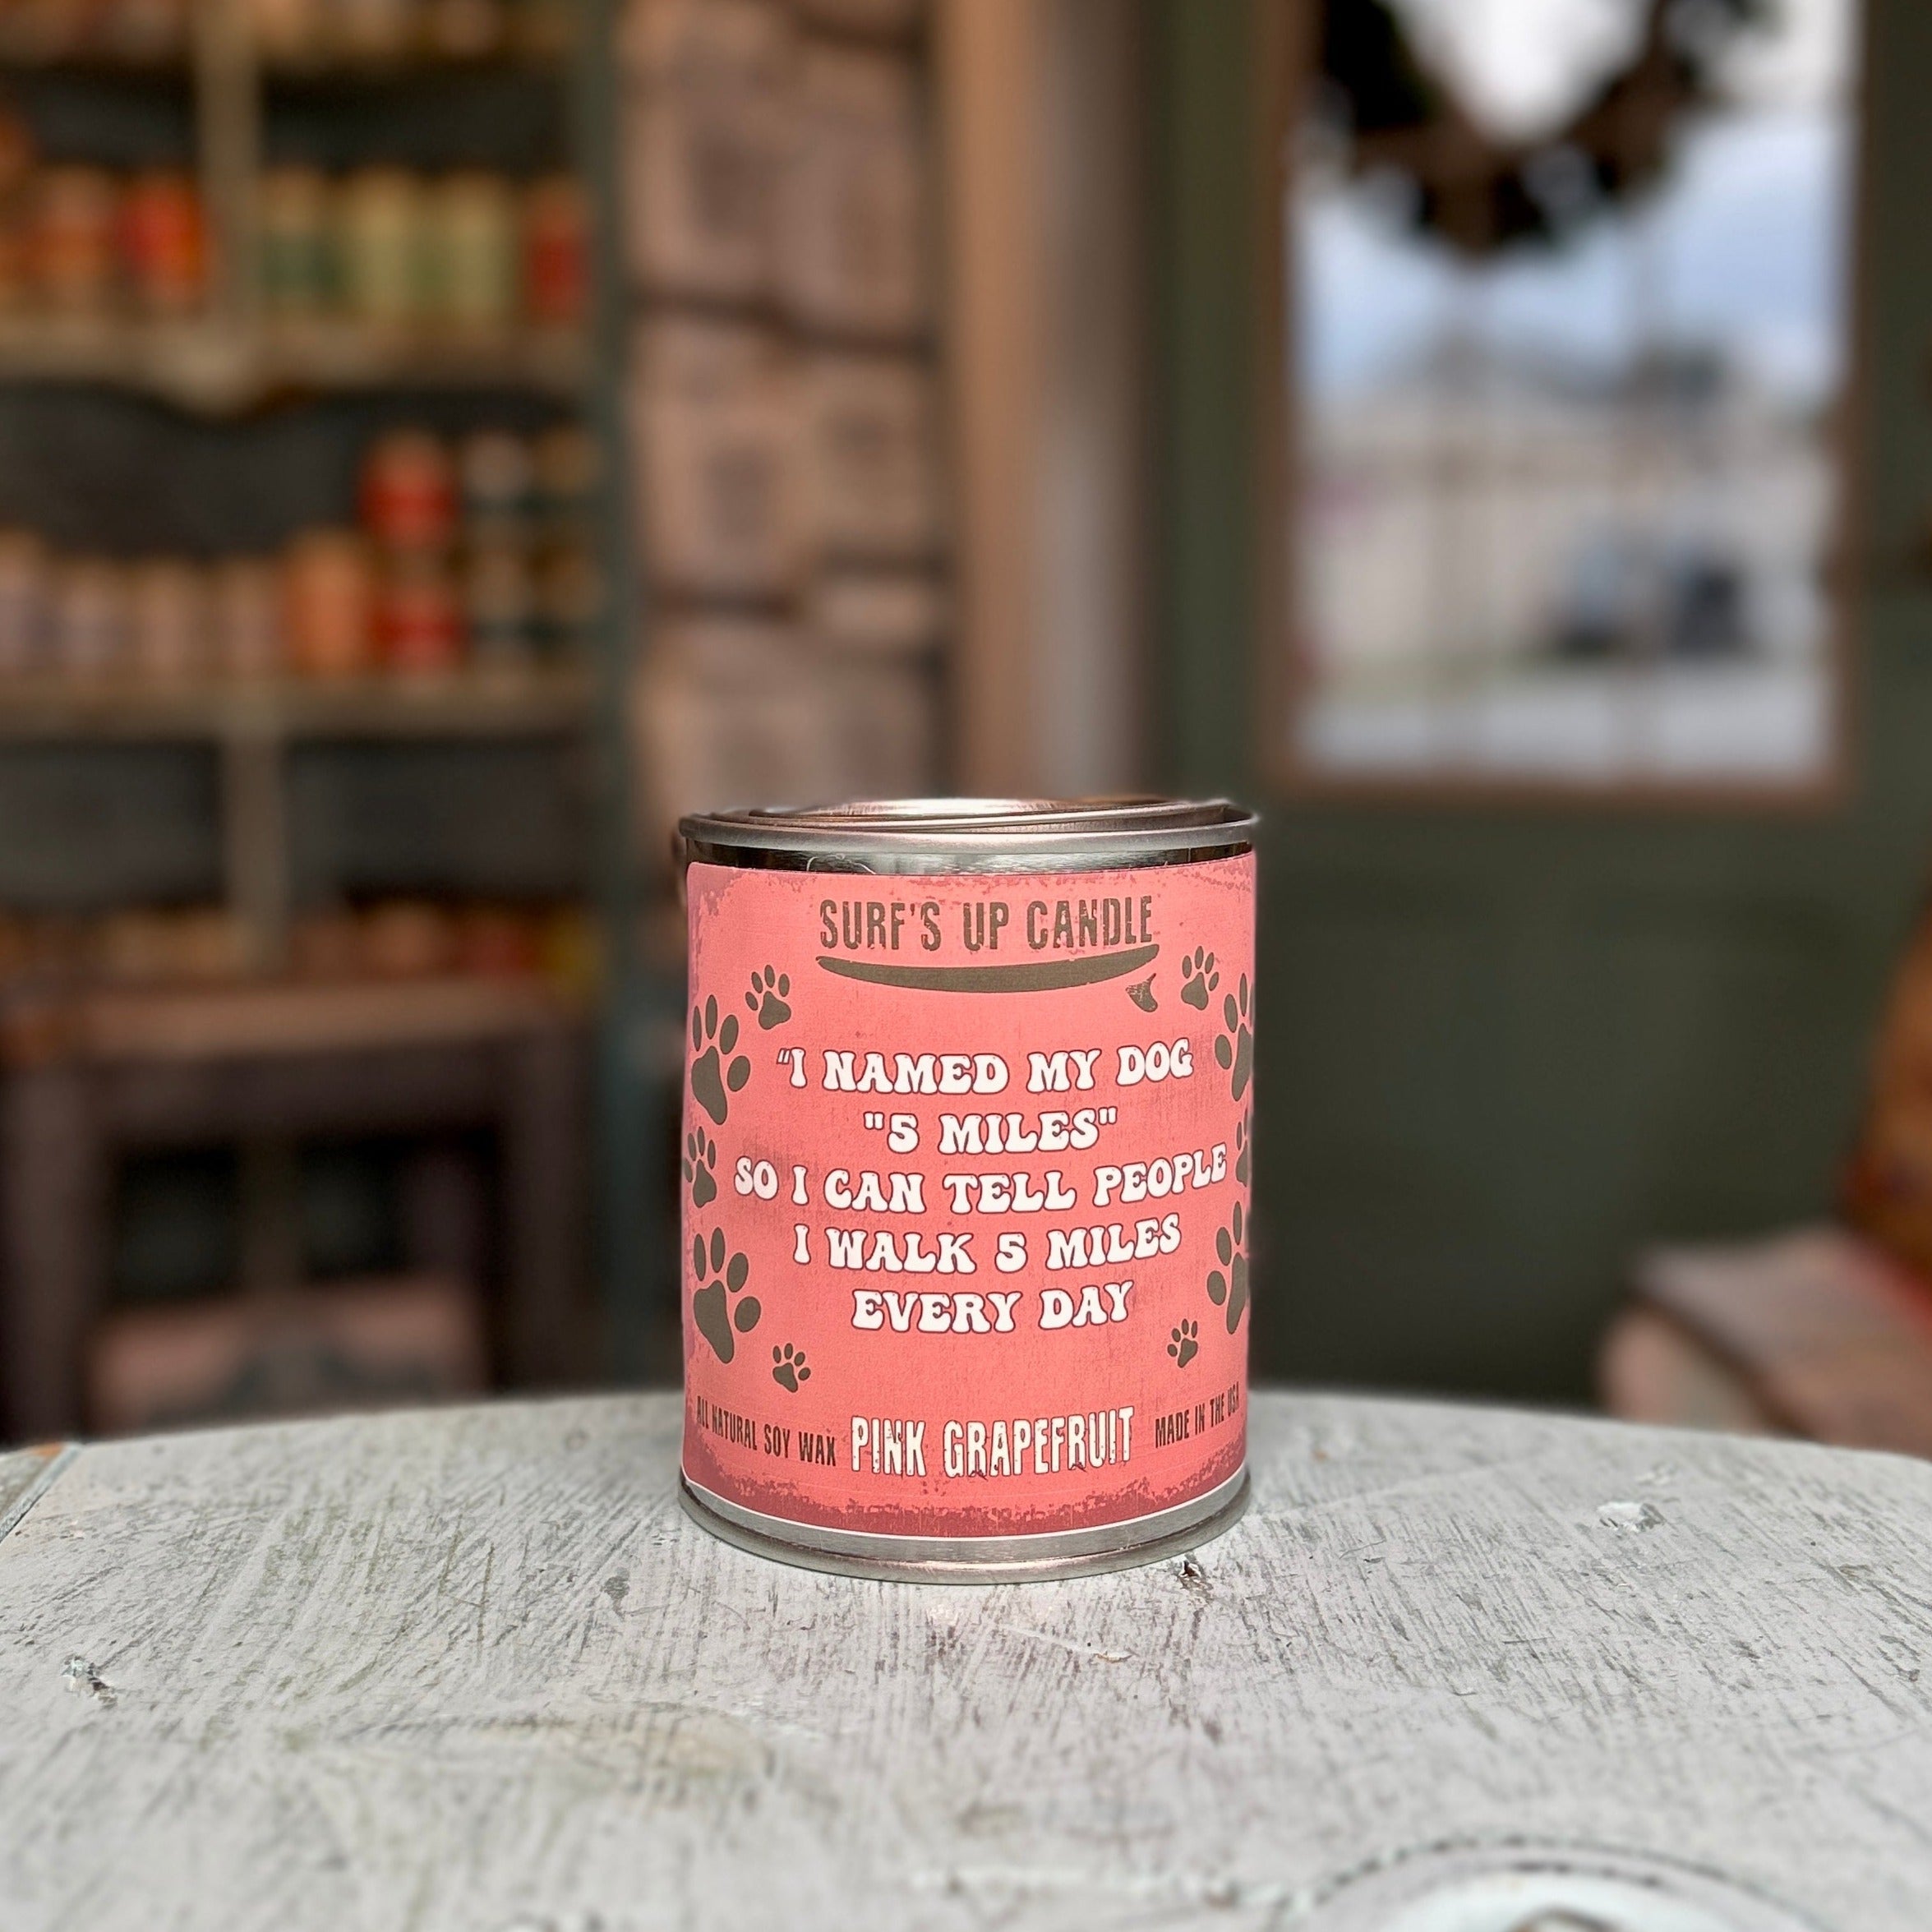 SURF'S UP CANDLE
"I NAMED MY DOG
"5 MILES"
SO I CAN TELL PEOPLE
I WALK 5 MILES
EVERY DAY
ALL NATURAL SOY WAX PINK GRAPEFRUIT MADE IN THE USA